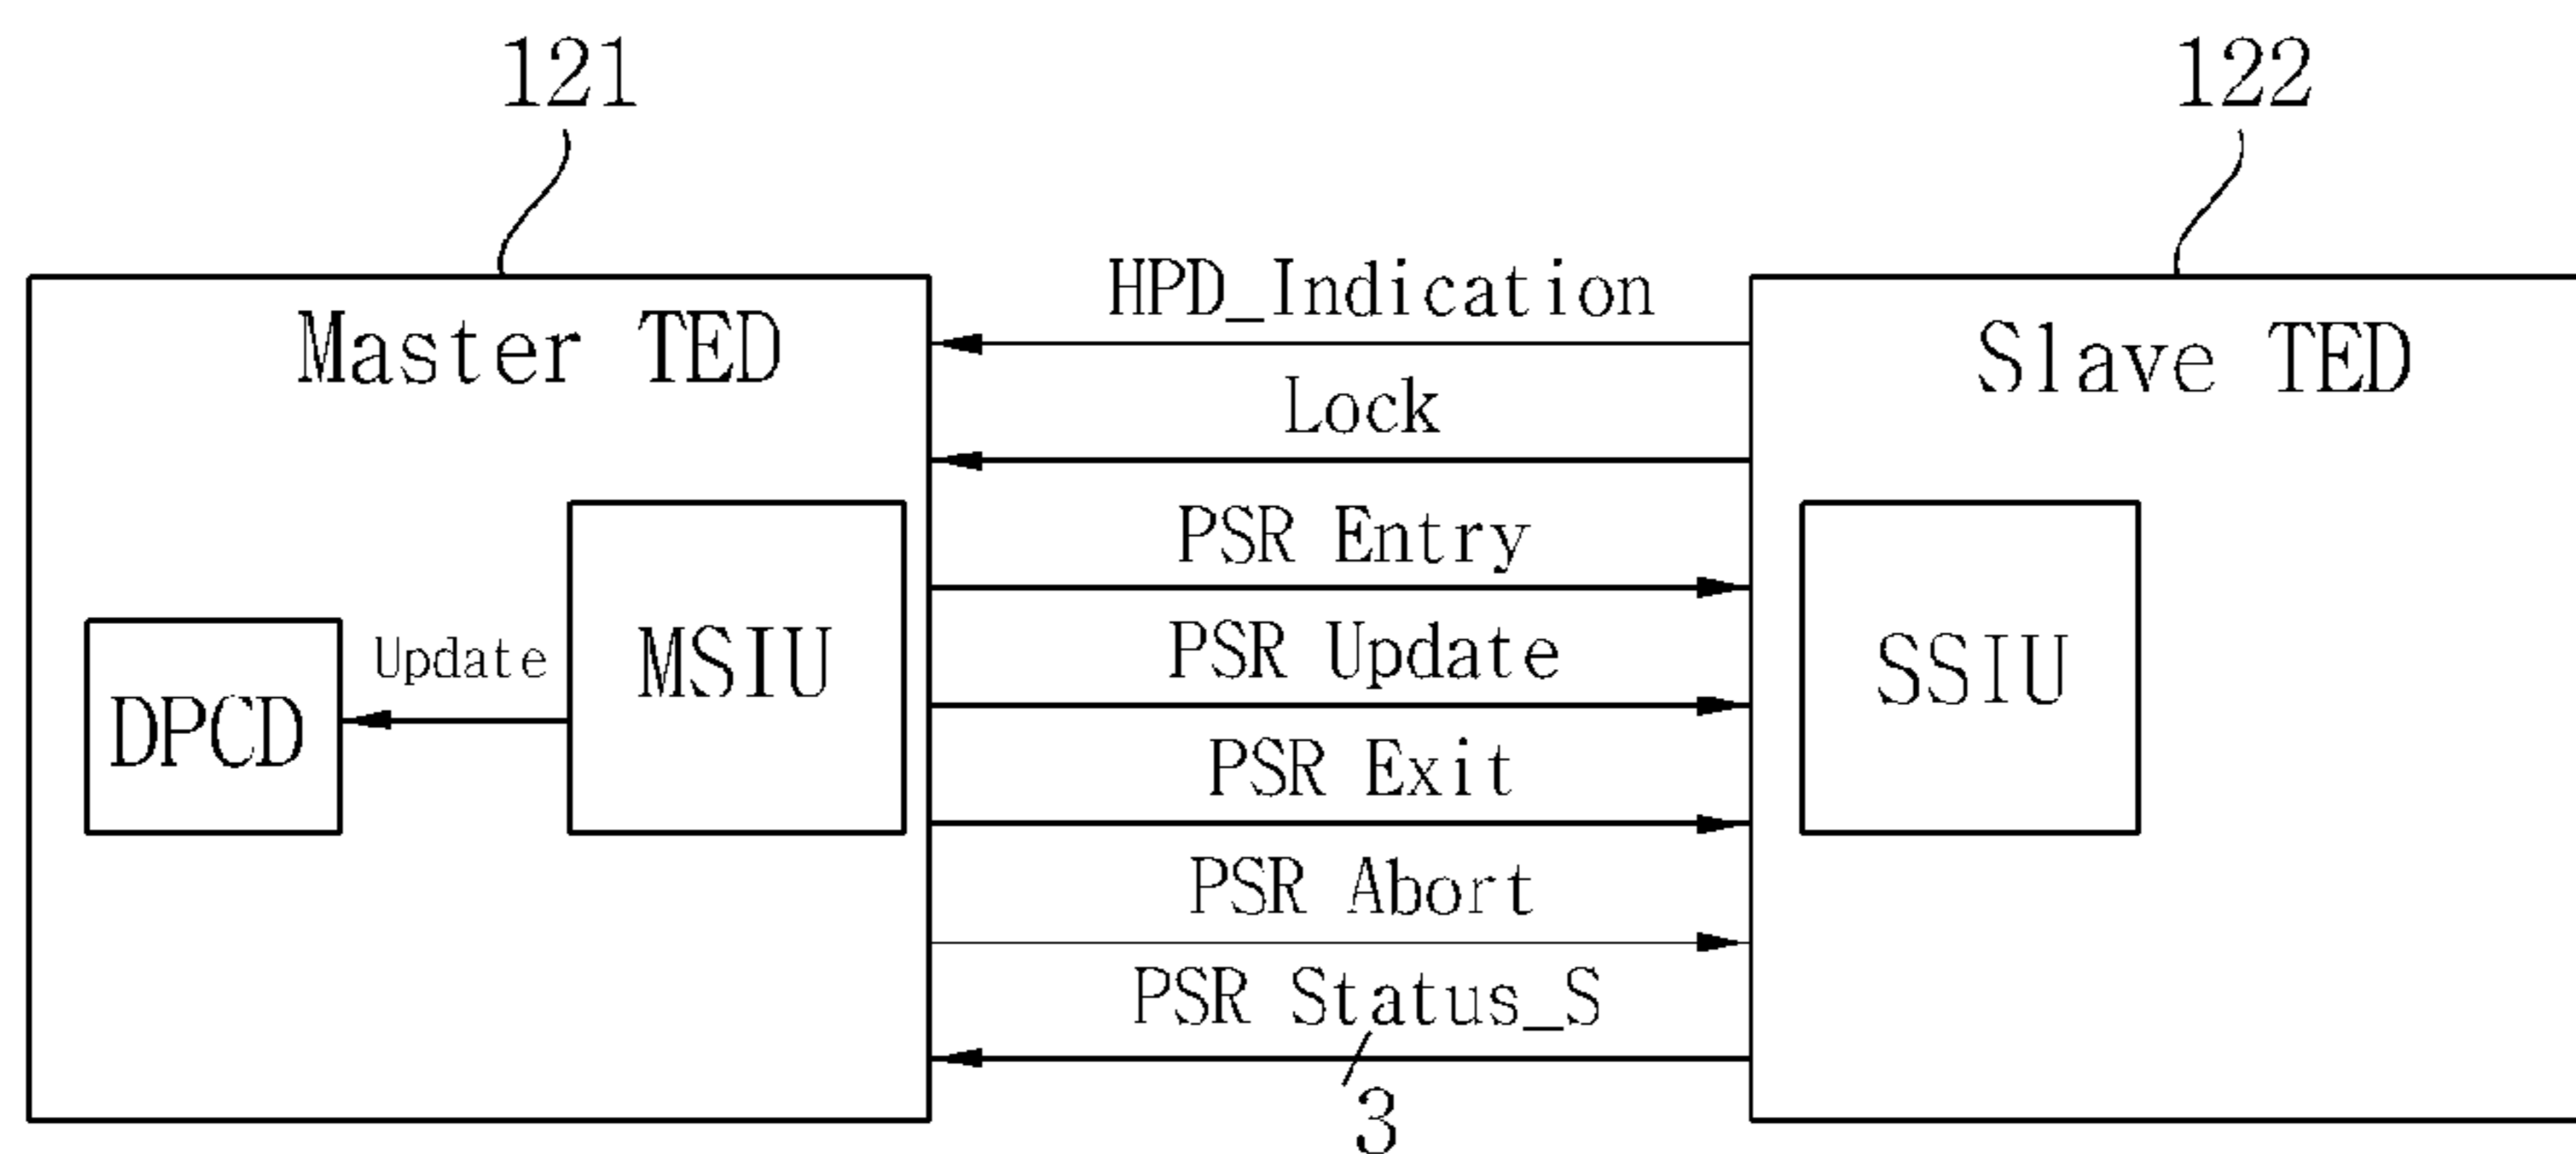 121
122
Master TED
HPD_Indication
Slave TED
Lock
PSR Entry
DPCD
Update
MSIU
PSR Update
SSIU
PSR Exit
PSR Abort
PSR Status_S
3